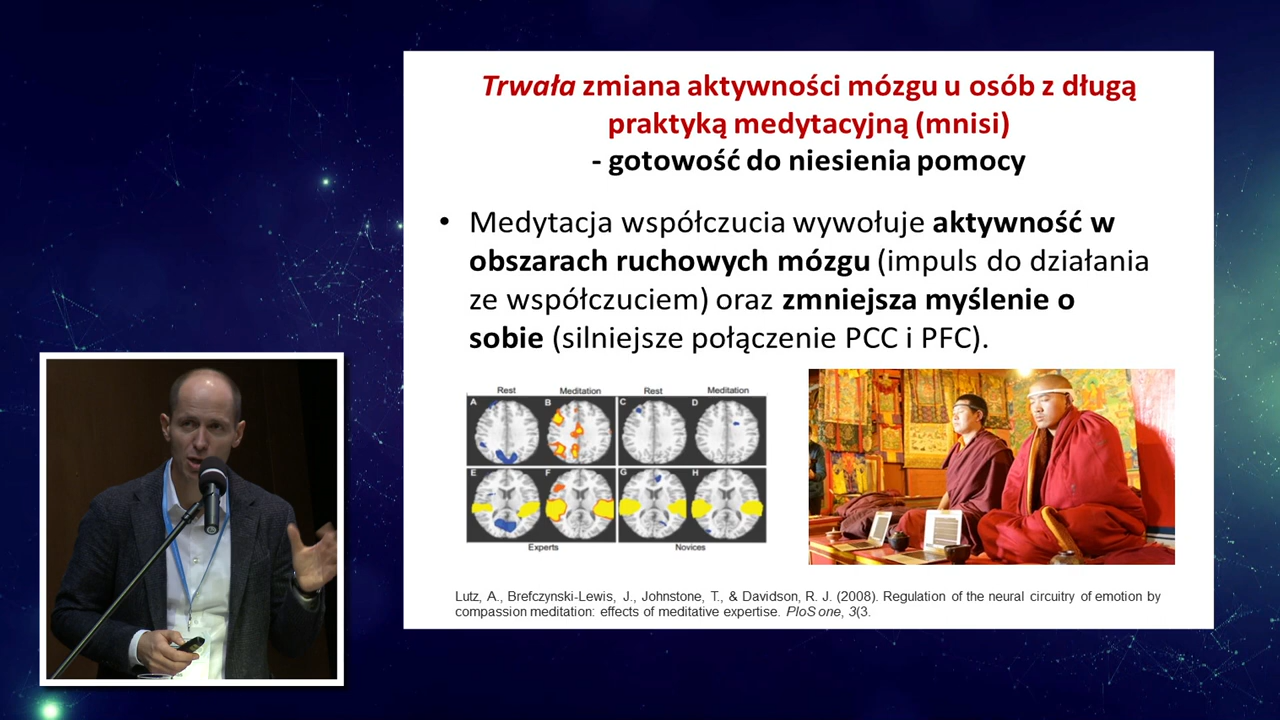 Trwała zmiana aktywności mózgu u osób z długą
praktyką medytacyjną (mnisi)
- gotowość do niesienia pomocy
• Medytacja współczucia wywołuje aktywność w
obszarach ruchowych mózgu (impuls do działania
ze współczuciem) oraz zmniejsza myślenie o
sobie (silniejsze połączenie PCC i PFC).
Rest Meditation Rest Meditation
A B C D
E F G H
Experts Novices
Lutz, A., Brefczynski-Lewis, J., Johnstone, T., & Davidson, R. J. (2008). Regulation of the neural circuitry of emotion by
compassion meditation: effects of meditative expertise. PloS one, 3(3.